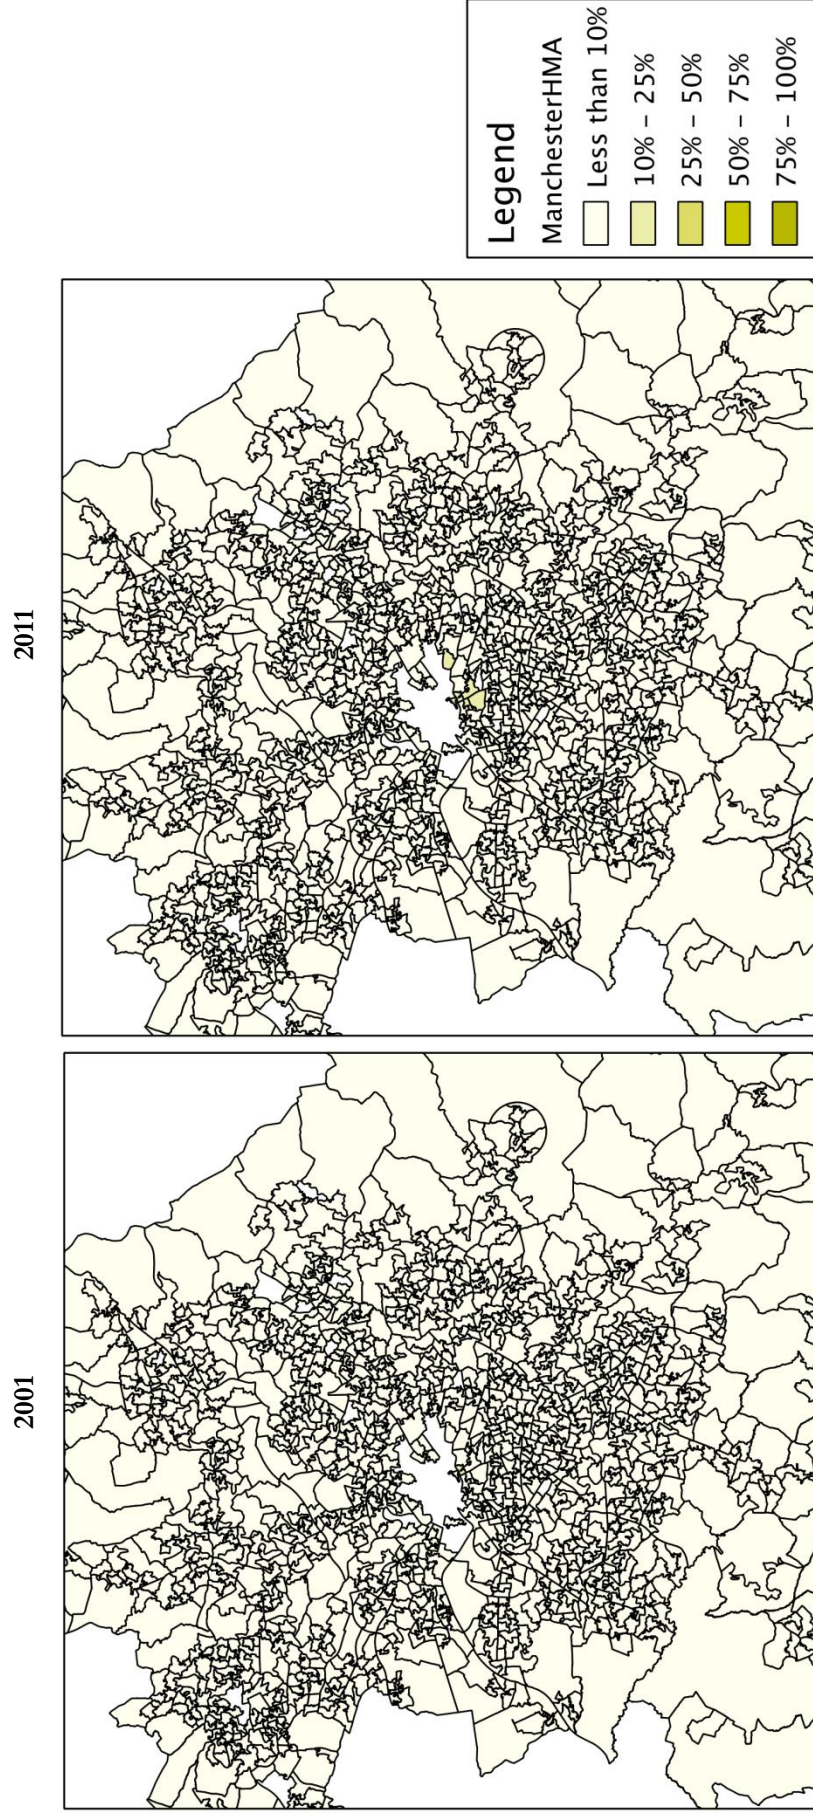 2001
2011
Legend
ManchesterHMA
Less than 10%
10% – 25%
25% – 50%
50% – 75%
75% – 100%